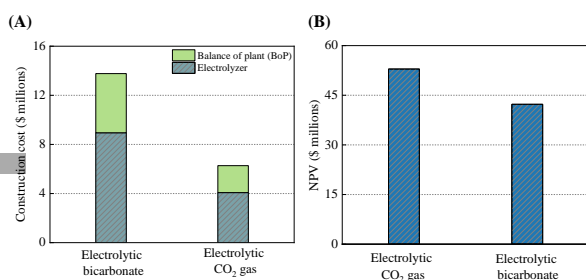 (A)
16
12
8
4
0
Construction cost ($ millions)
Balance of plant (BoP)
Electrolyzer
Electrolytic
bicarbonate
Electrolytic
CO₂ gas
(B)
60
45
30
15
0
NPV ($ millions)
Electrolytic
CO₂ gas
Electrolytic
bicarbonate